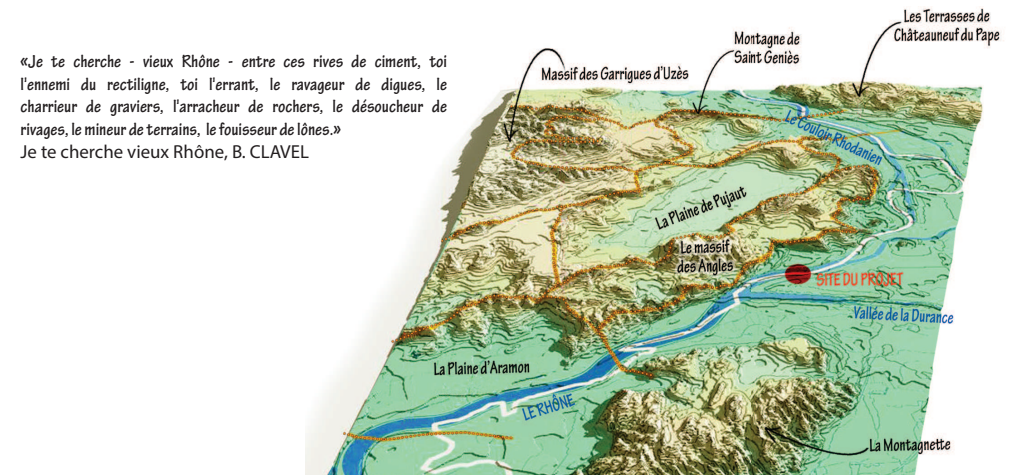 «Je te cherche - vieux Rhône - entre ces rives de ciment, toi
l'ennemi du rectiligne, toi l'errant, le ravageur de digues, le
charrieur de graviers, l'arracheur de rochers, le désoucheur de
rivages, le mineur de terrains, le fouisseur de lônes.»
Je te cherche vieux Rhône, B. CLAVEL
Les Terrasses de
Châteauneuf du Pape
Montagne de
Saint Geniès
Massif des Garrigues d'Uzès
Le Couloir Rhodanien
La Plaine de Pujaut
Le massif
des Angles
SITE DU PROJET
Vallée de la Durance
La Plaine d'Aramon
LE RHÔNE
La Montagnette